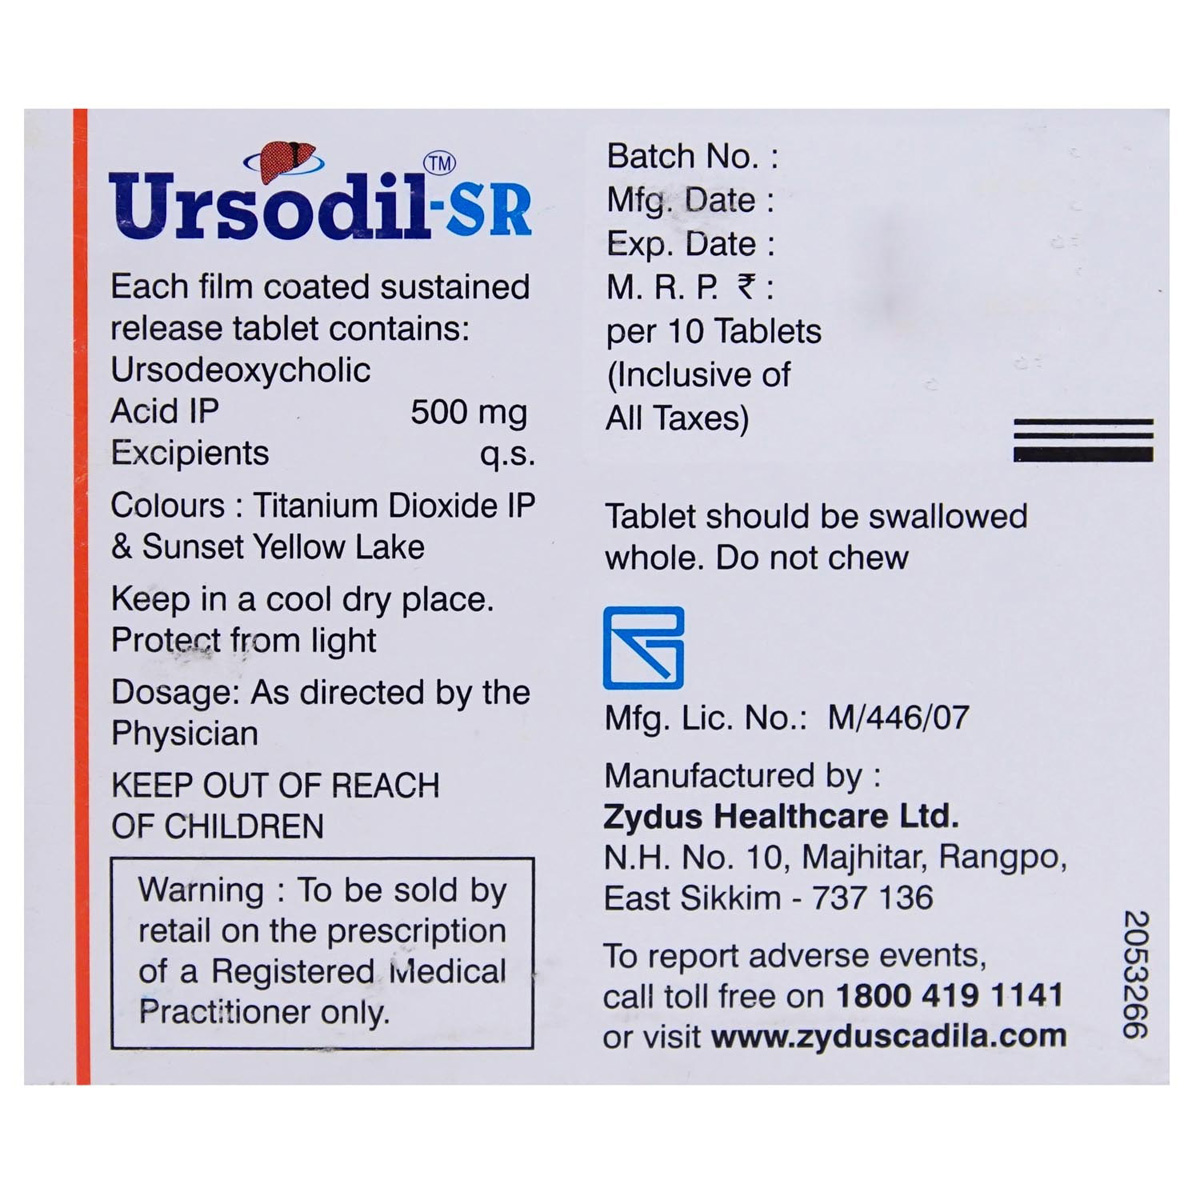 Ursodil-SR™
Each film coated sustained
release tablet contains:
Ursodeoxycholic
Acid IP 500 mg
Excipients q.s.
Colours : Titanium Dioxide IP
& Sunset Yellow Lake
Keep in a cool dry place.
Protect from light
Dosage: As directed by the
Physician
KEEP OUT OF REACH
OF CHILDREN
Warning : To be sold by
retail on the prescription
of a Registered Medical
Practitioner only.
Batch No. :
Mfg. Date :
Exp. Date :
M. R. P. ₹ :
per 10 Tablets
(Inclusive of
All Taxes)
Tablet should be swallowed
whole. Do not chew
Mfg. Lic. No.: M/446/07
Manufactured by :
Zydus Healthcare Ltd.
N.H. No. 10, Majhitar, Rangpo,
East Sikkim - 737 136
To report adverse events,
call toll free on 1800 419 1141
or visit www.zyduscadila.com
2053266